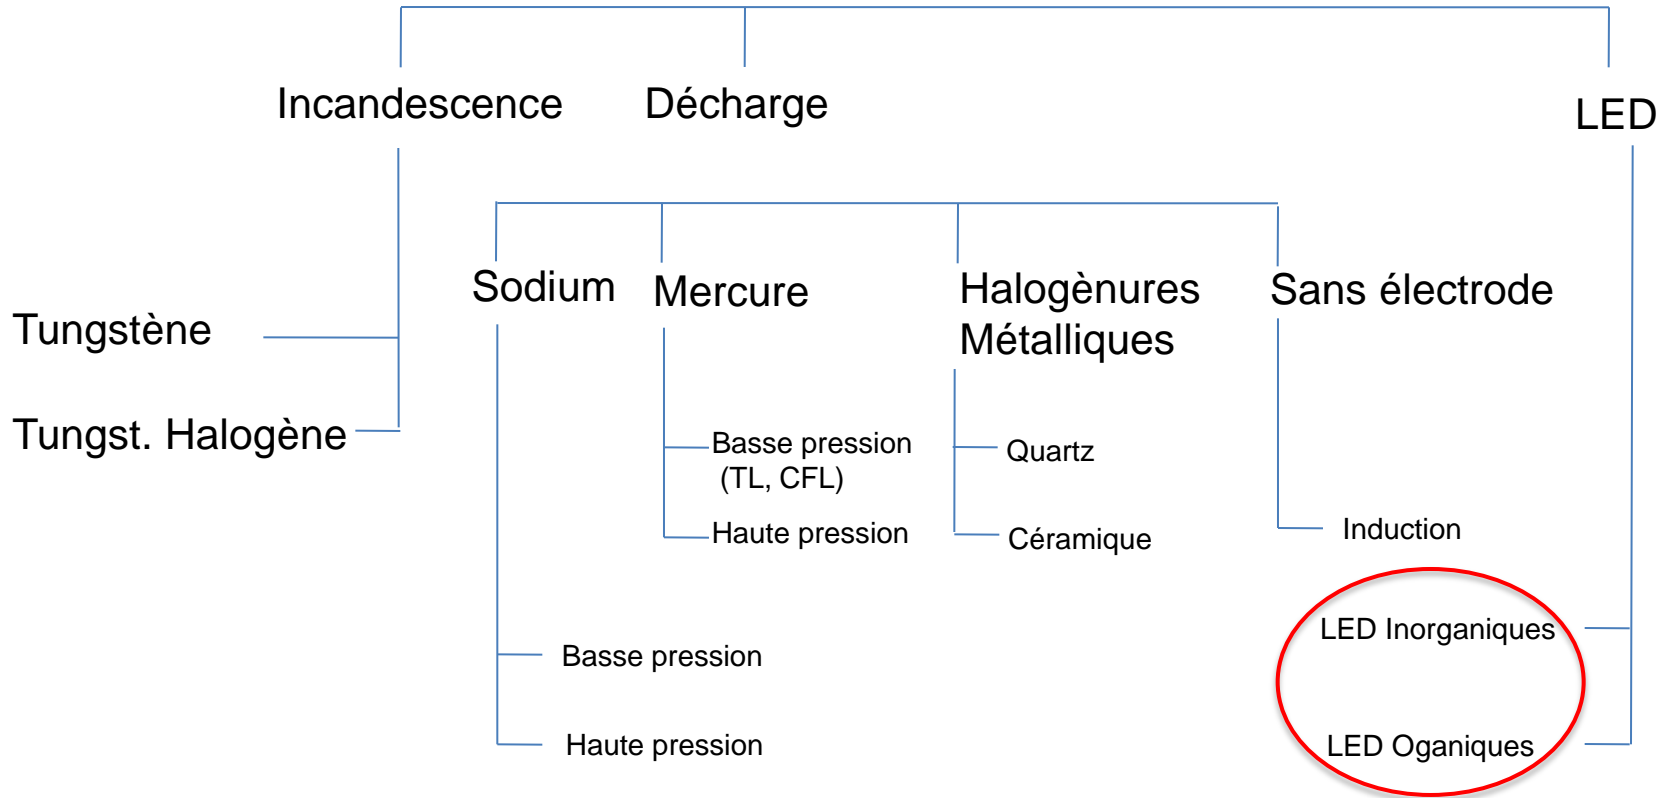 Incandescence
Décharge
LED
Sodium
Mercure
Halogènures
Métalliques
Sans électrode
Tungstène
Tungst. Halogène
Basse pression
(TL, CFL)
Haute pression
Quartz
Céramique
Induction
Basse pression
Haute pression
LED Inorganiques
LED Oganiques